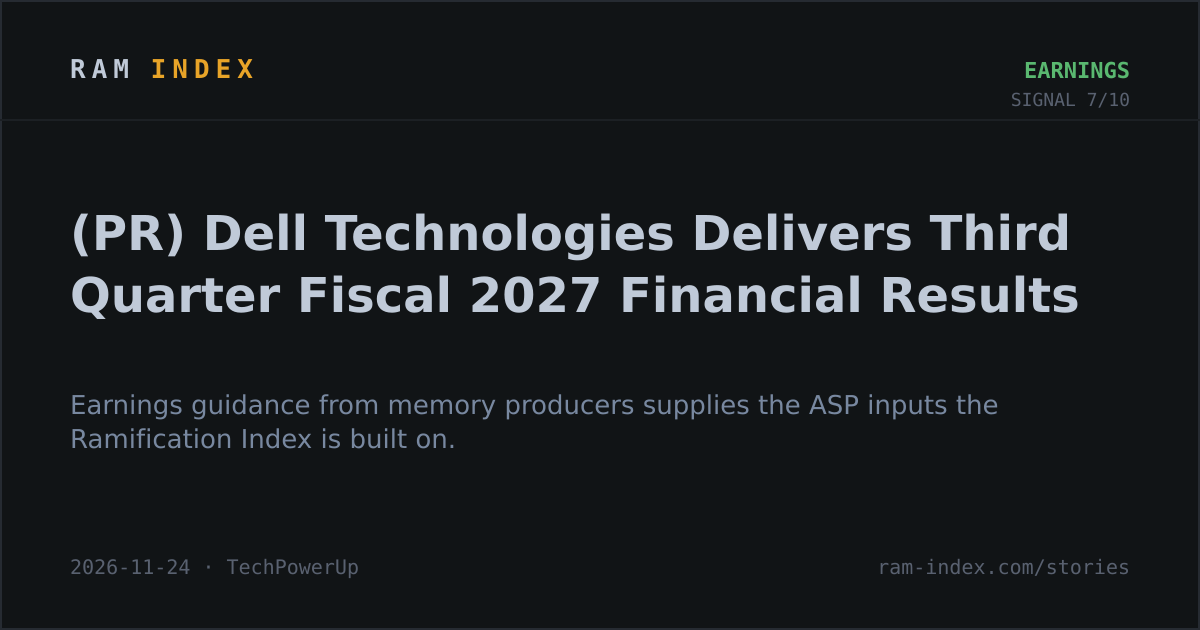 RAM INDEX
EARNINGS
SIGNAL 7/10
(PR) Dell Technologies Delivers Third
Quarter Fiscal 2027 Financial Results
Earnings guidance from memory producers supplies the ASP inputs the
Ramification Index is built on.
2026-11-24 · TechPowerUp
ram-index.com/stories